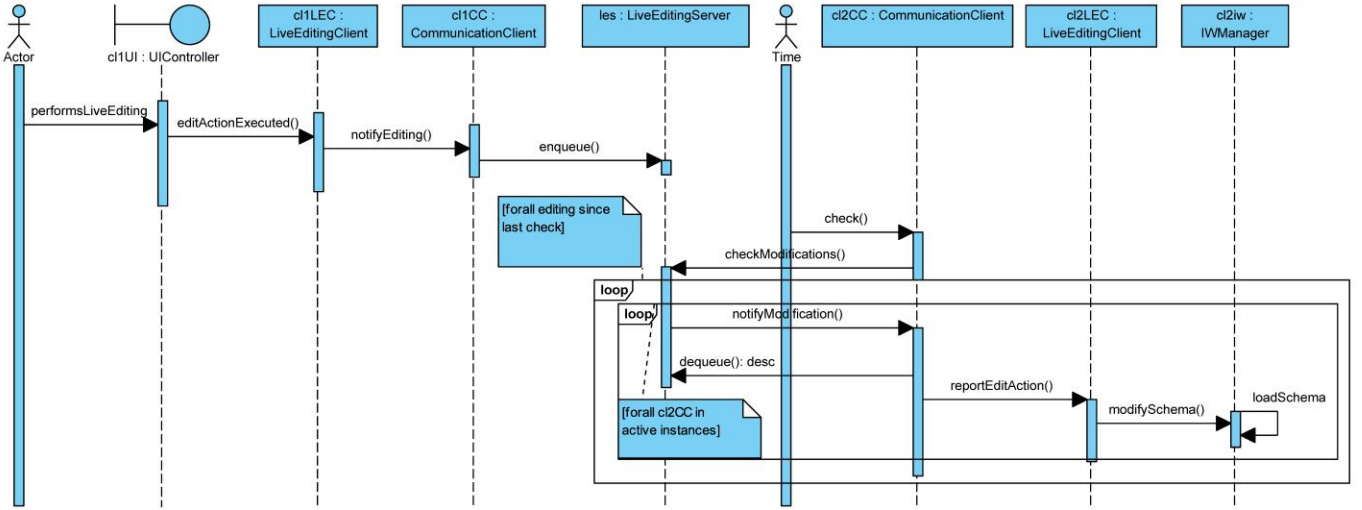 cl1LEC :
LiveEditingClient
cl1CC :
CommunicationClient
les : LiveEditingServer
cl2CC : CommunicationClient
cl2LEC :
LiveEditingClient
cl2iw :
IWManager
Actor
cl1UI : UIController
Time
performsLiveEditing
editActionExecuted()
notifyEditing()
enqueue()
[forall editing since
last check]
check()
checkModifications()
loop
loop
notifyModification()
dequeue(): desc
reportEditAction()
loadSchema
modifySchema()
[forall cl2CC in
active instances]